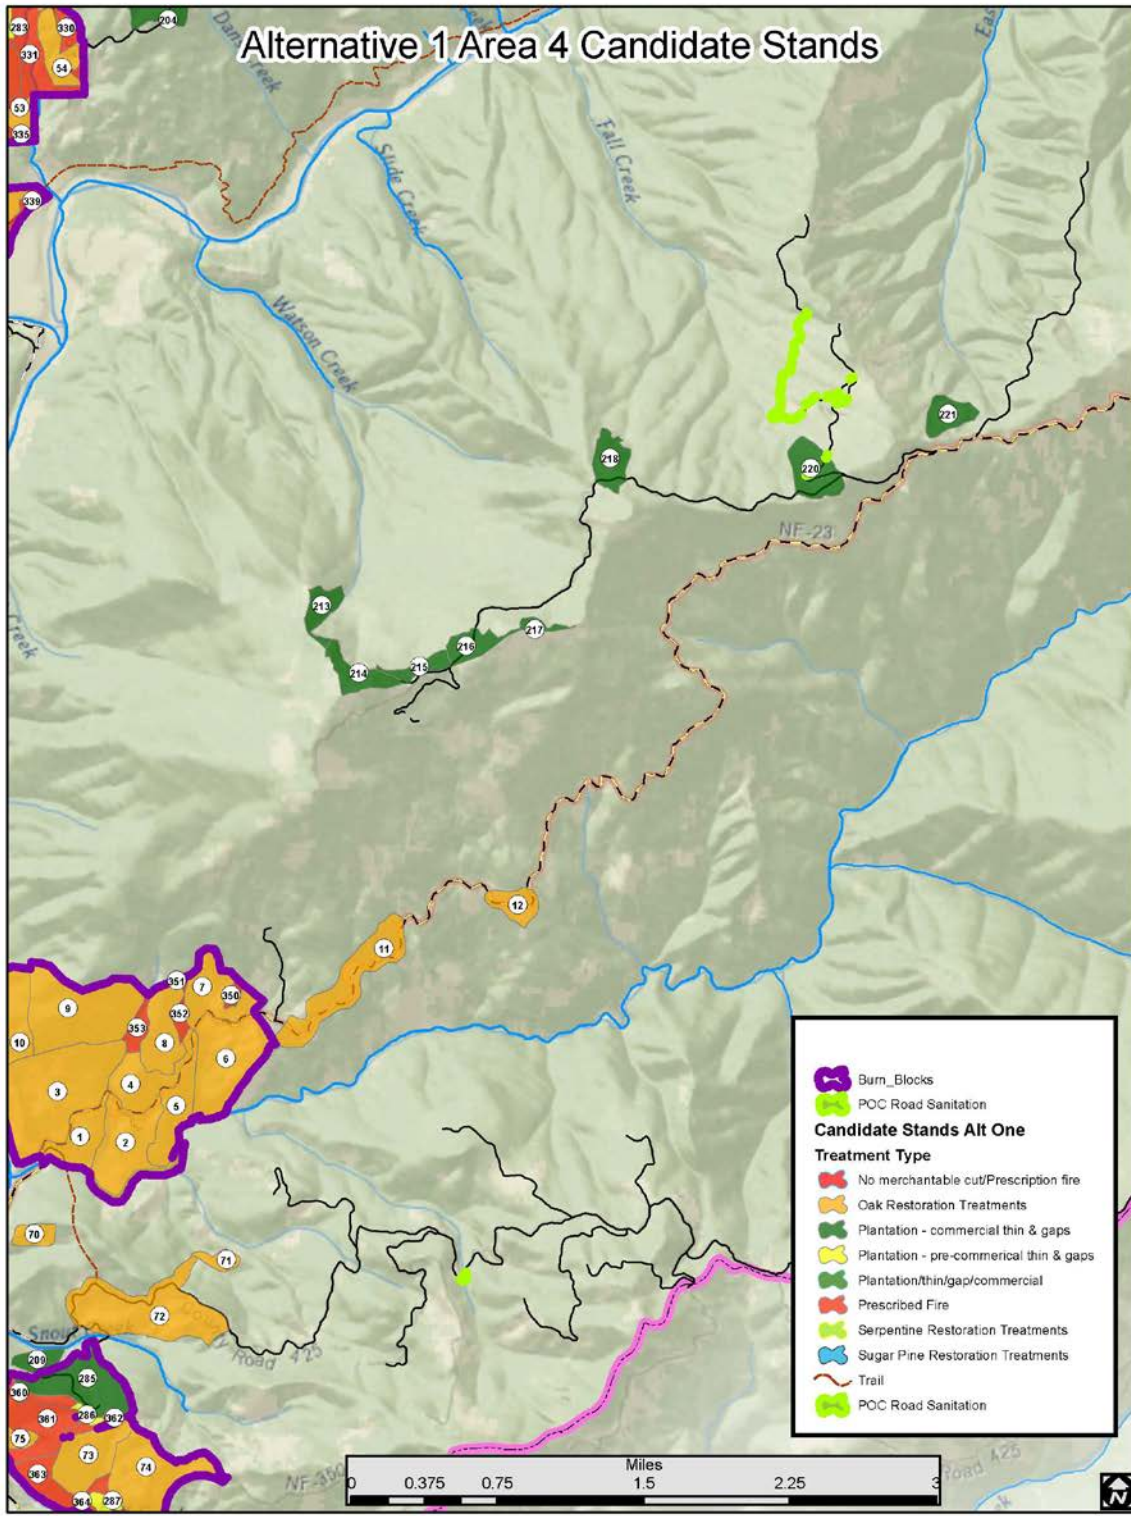 Alternative 1 Area 4 Candidate Stands
283
330
204
331
54
53
335
339
Slide Creek
Fall Creek
Watson Creek
Creek
221
218
220
NF-23
213
217
216
215
214
12
11
351
7
350
9
352
353
10
8
6
4
3
5
1
2
70
71
72
Road 425
209
285
360
286
362
361
75
73
74
363
364
287
Burn_Blocks
POC Road Sanitation
Candidate Stands Alt One
Treatment Type
No merchantable cut/Prescription fire
Oak Restoration Treatments
Plantation - commercial thin & gaps
Plantation - pre-commerical thin & gaps
Plantation/thin/gap/commercial
Prescribed Fire
Serpentine Restoration Treatments
Sugar Pine Restoration Treatments
Trail
POC Road Sanitation
Miles
0 0.375 0.75 1.5 2.25 3
Road 425
N